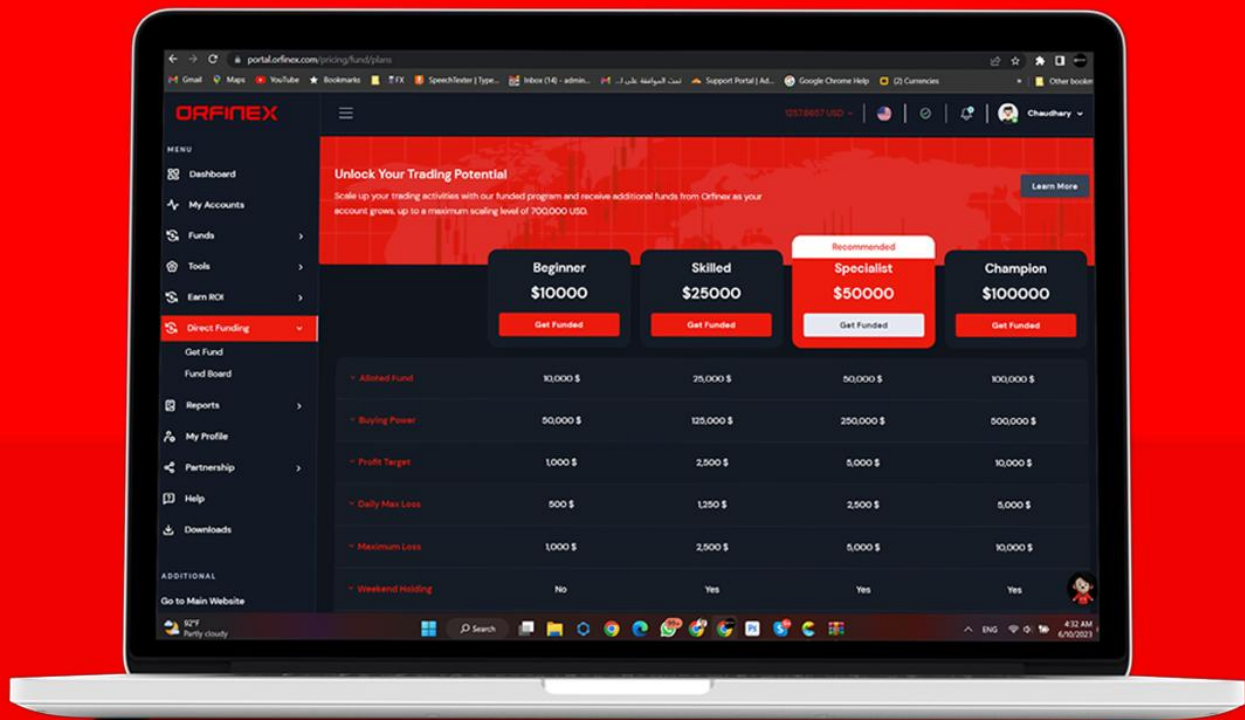 portal.orfinex.com/pricing/fund/plans
Gmail Maps YouTube Bookmarks FX SpeechTexter | Type... Inbox (14) - admin... تمت الموافقة على ا... Support Portal | Ad... Google Chrome Help (2) Currencies » Other bookm
ORFINEX
USD
Chaudhary
MENU
Dashboard
My Accounts
Funds
Tools
Earn ROI
Direct Funding
Get Fund
Fund Board
Reports
My Profile
Partnership
Help
Downloads
ADDITIONAL
Go to Main Website
Unlock Your Trading Potential
Scale up your trading activities with our funded program and receive additional funds from Orfinex as your
account grows, up to a maximum scaling level of 700,000 USD.
Learn More
Recommended
Beginner Skilled Specialist Champion
$10000 $25000 $50000 $100000
Get Funded Get Funded Get Funded Get Funded
Alloted Fund 10,000 $ 25,000 $ 50,000 $ 100,000 $
Buying Power 50,000 $ 125,000 $ 250,000 $ 500,000 $
Profit Target 1,000 $ 2,500 $ 5,000 $ 10,000 $
Daily Max Loss 500 $ 1,250 $ 2,500 $ 5,000 $
Maximum Loss 1,000 $ 2,500 $ 5,000 $ 10,000 $
Weekend Holding No Yes Yes Yes
92°F
Partly cloudy
Search
99+
ENG
4:32 AM
6/10/2023